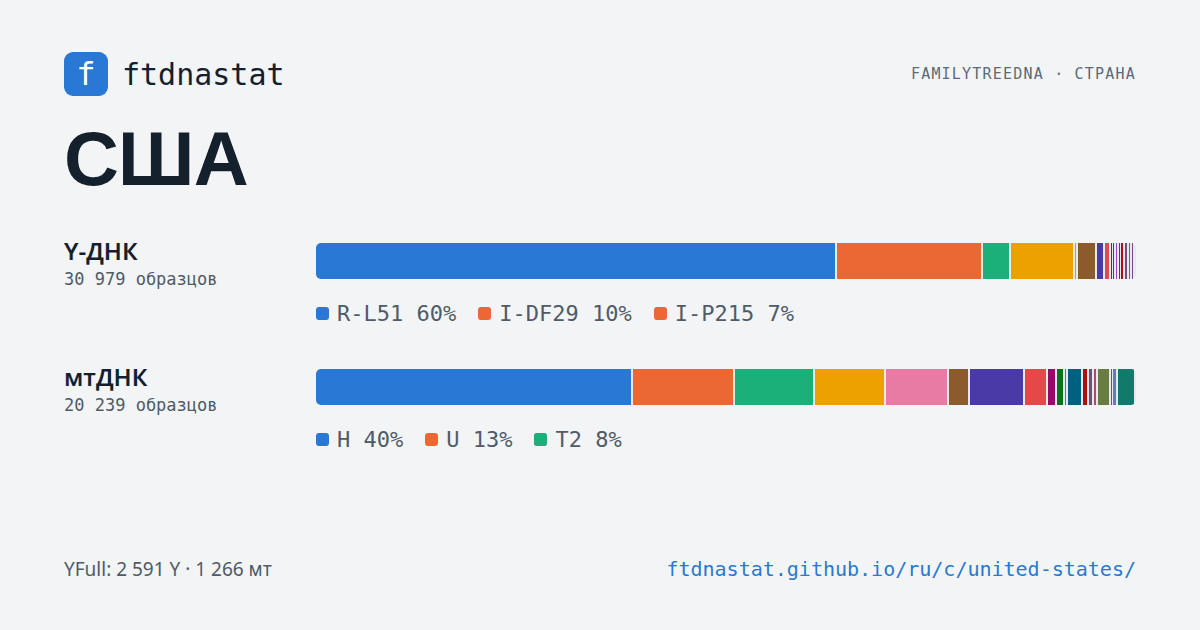 f ftdnastat
FAMILYTREEDNA · СТРАНА
США
Y-ДНК
30 979 образцов
R-L51 60% I-DF29 10% I-P215 7%
мтДНК
20 239 образцов
H 40% U 13% T2 8%
YFull: 2 591 Y · 1 266 мт
ftdnastat.github.io/ru/c/united-states/